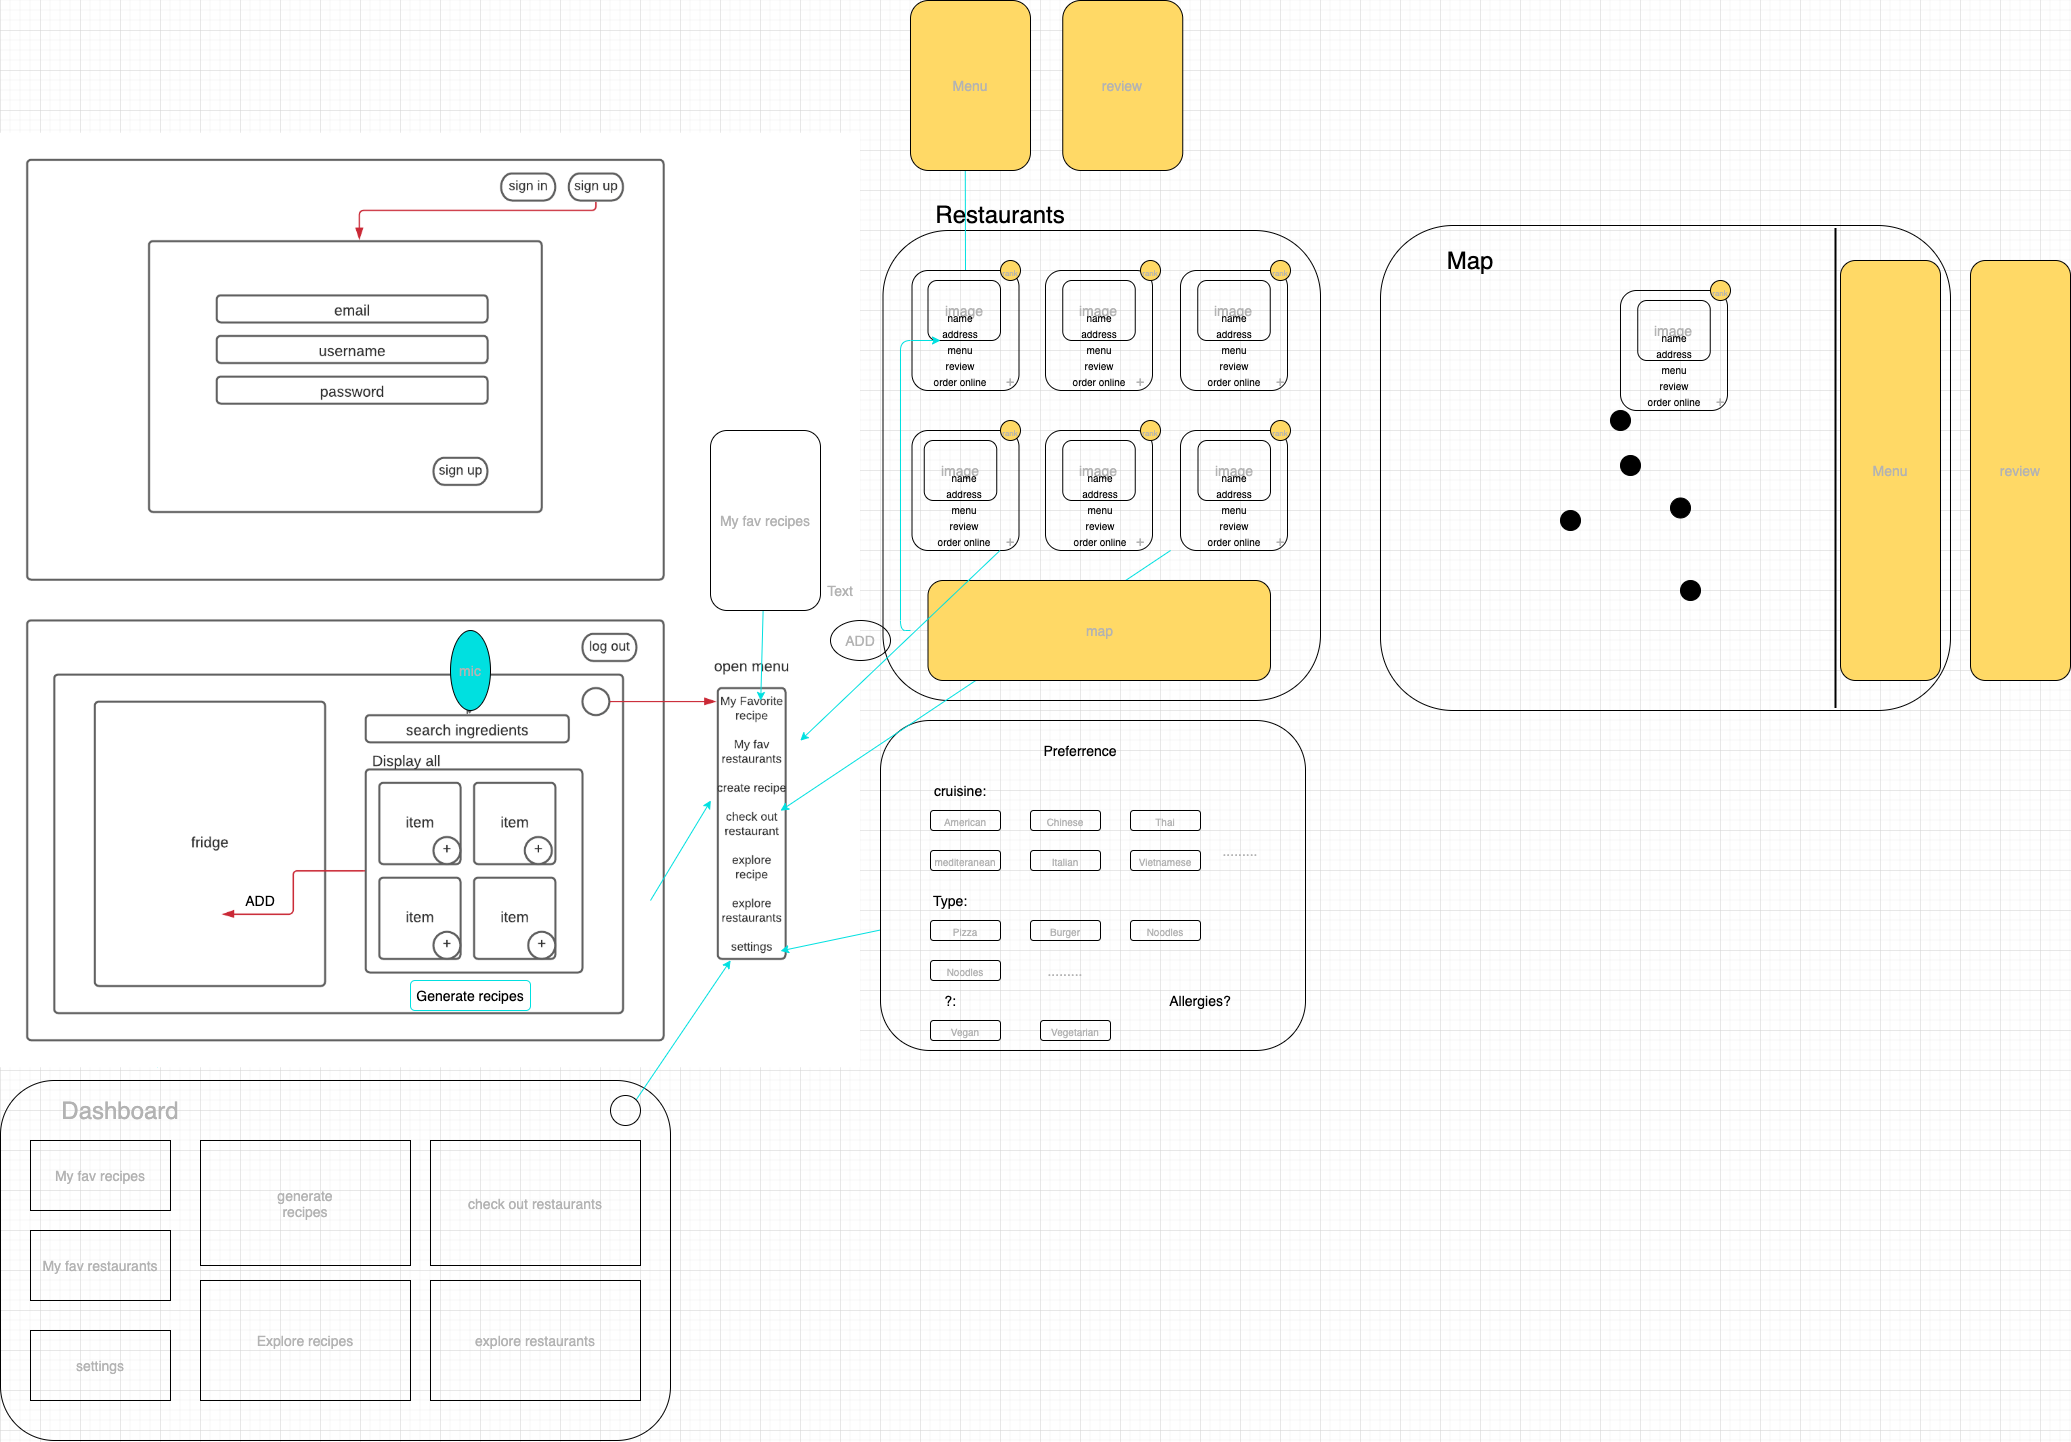 Menu
review
sign in
sign up
email
username
password
sign up
Restaurants
rank
rank
rank
image
name
address
menu
review
order online
+
image
name
address
menu
review
order online
+
image
name
address
menu
review
order online
+
rank
rank
rank
image
name
address
menu
review
order online
+
image
name
address
menu
review
order online
+
image
name
address
menu
review
order online
+
map
Map
rank
image
name
address
menu
review
order online
+
Menu
review
My fav recipes
Text
ADD
mic
log out
search ingredients
Display all
fridge
item
+
item
+
item
+
item
+
ADD
Generate recipes
open menu
My Favorite
recipe
My fav
restaurants
create recipe
check out
restaurant
explore
recipe
explore
restaurants
settings
Preferrence
cruisine:
American
Chinese
Thai
mediteranean
Italian
Vietnamese
.........
Type:
Pizza
Burger
Noodles
Noodles
.........
?:
Allergies?
Vegan
Vegetarian
Dashboard
My fav recipes
generate
recipes
check out restaurants
My fav restaurants
Explore recipes
explore restaurants
settings